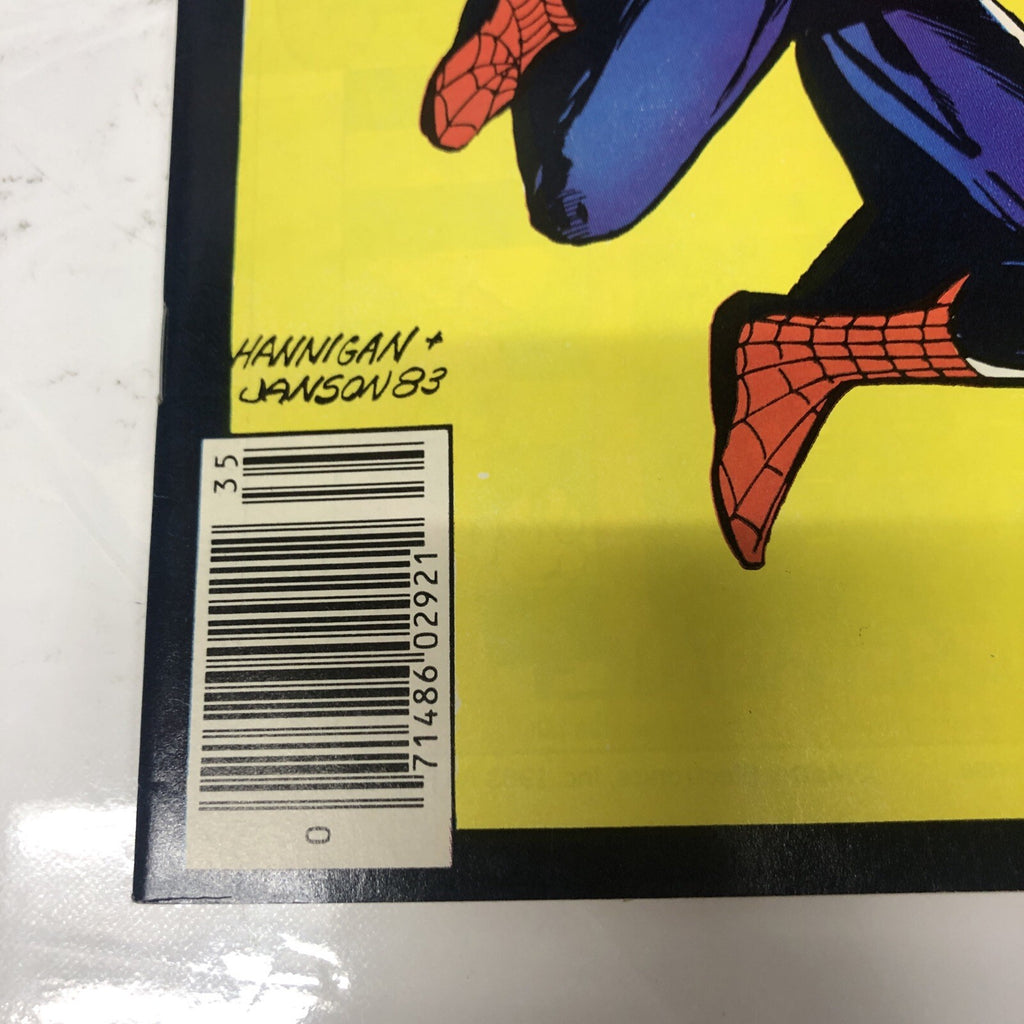 HANNIGAN +
JANSON 83
35
71486 02921
0